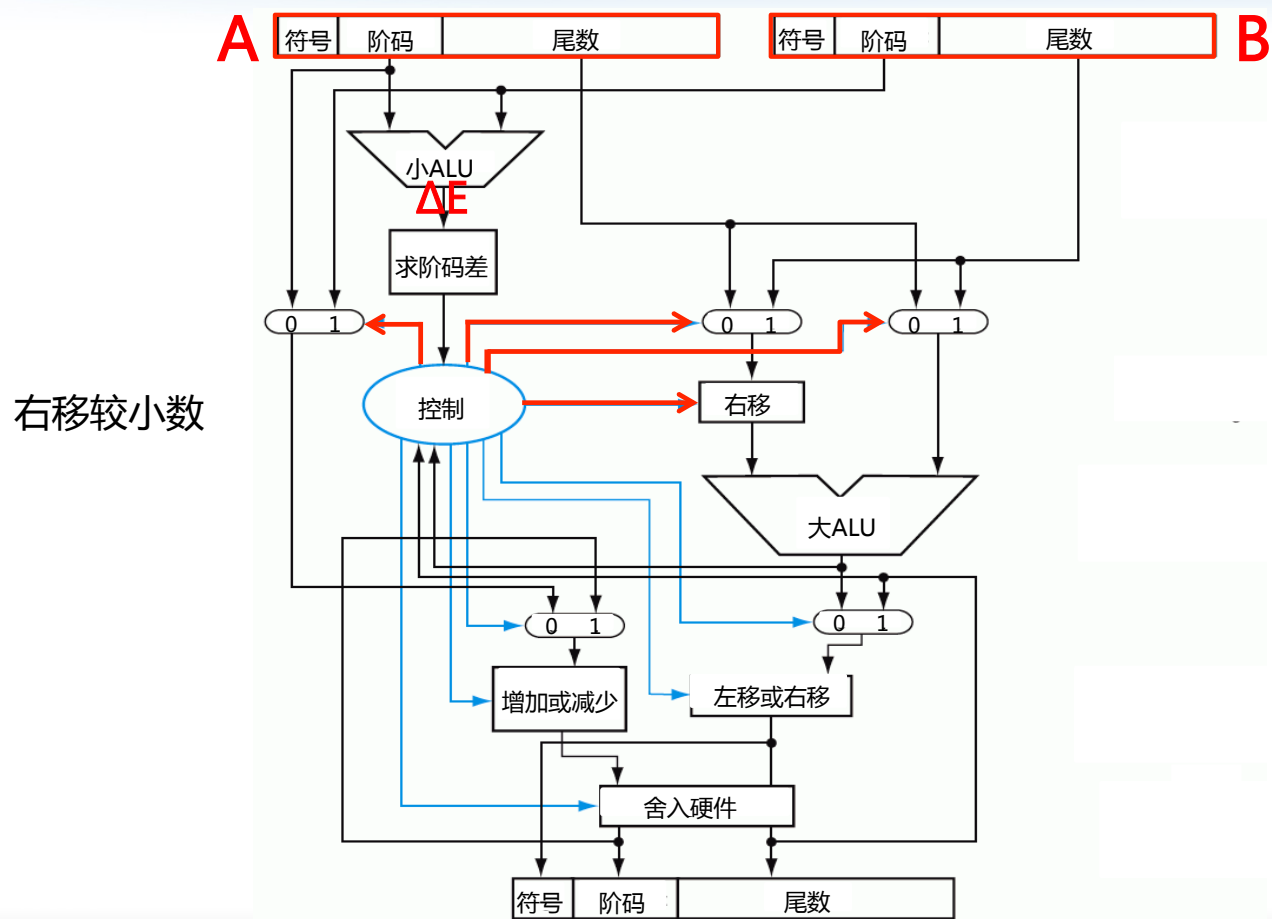 A
符号 阶码 尾数
符号 阶码 尾数
B
小ALU
ΔE
求阶码差
0 1
0 1
0 1
控制
右移
右移较小数
大ALU
0 1
0 1
增加或减少
左移或右移
舍入硬件
符号 阶码 尾数